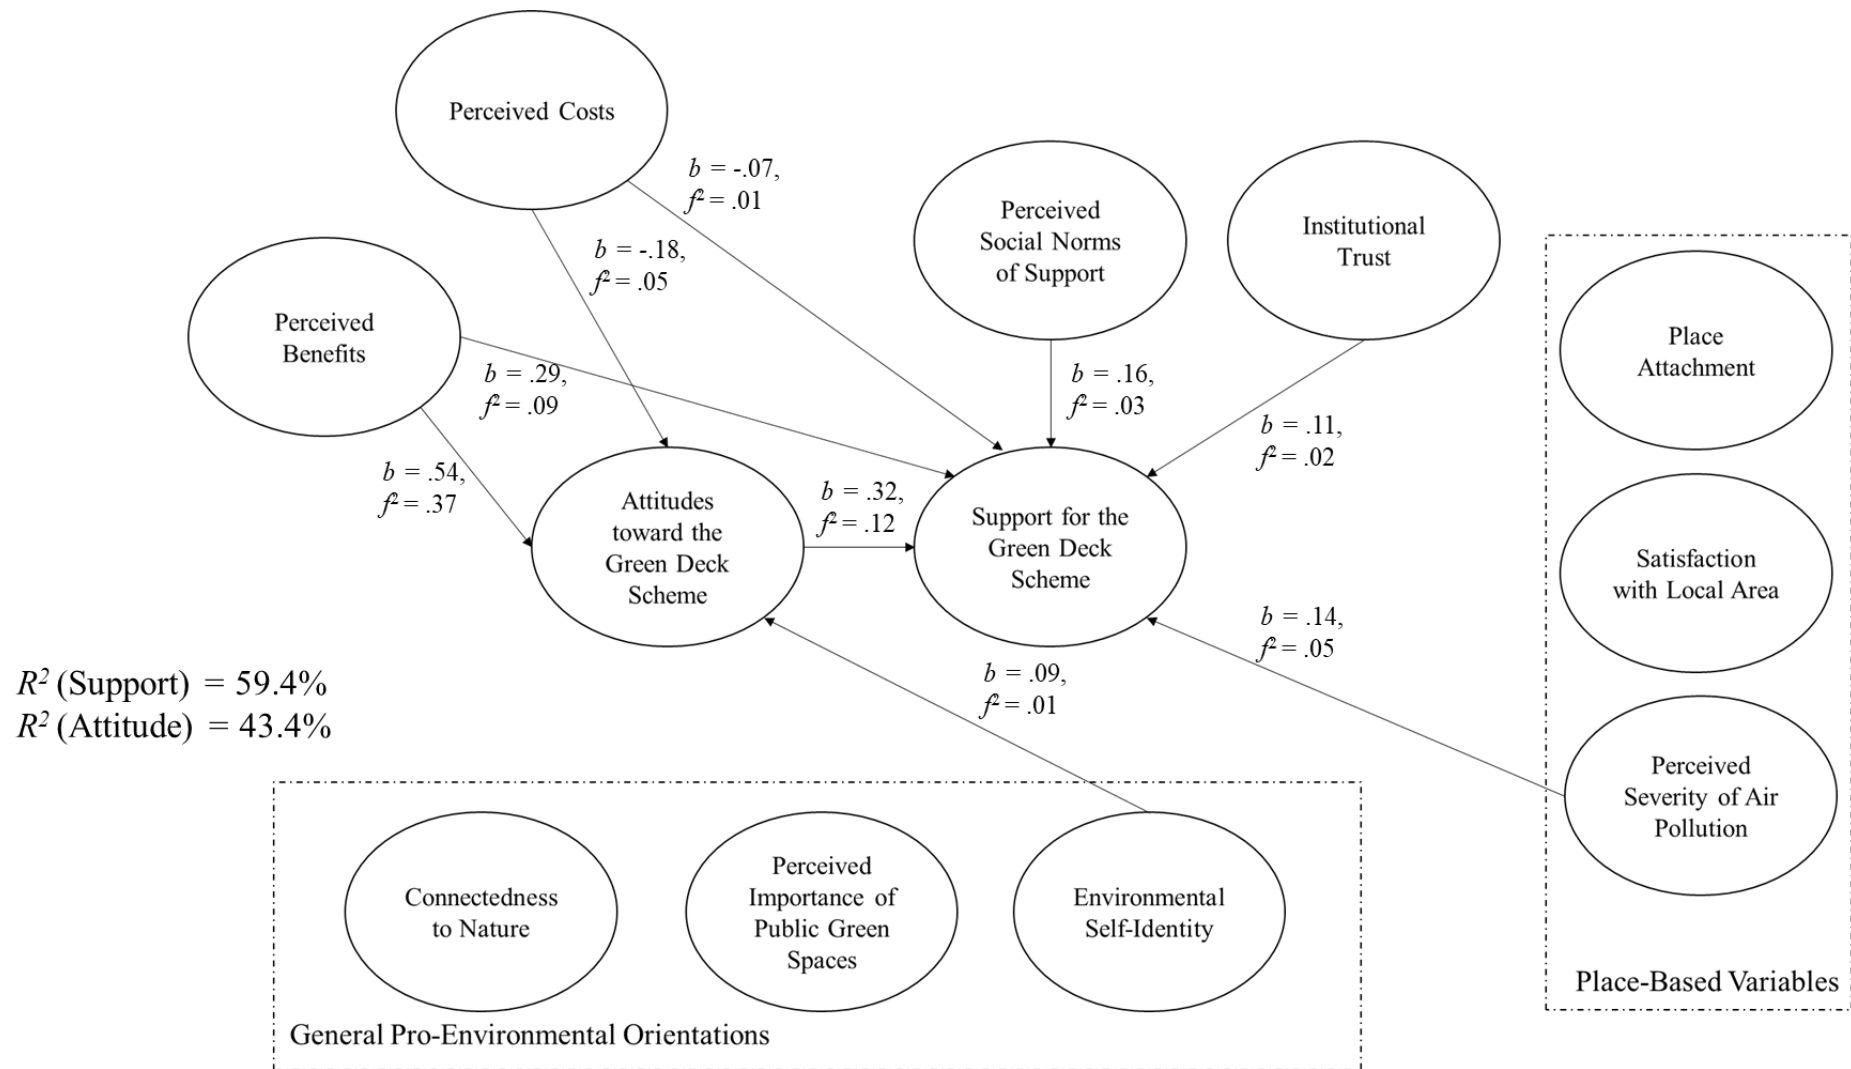 Perceived Costs
b = -.07,
f² = .01
b = -.18,
f² = .05
Perceived
Social Norms
of Support
Institutional
Trust
Perceived
Benefits
b = .29,
f² = .09
b = .16,
f² = .03
b = .11,
f² = .02
Place
Attachment
b = .54,
f² = .37
Attitudes
toward the
Green Deck
Scheme
b = .32,
f² = .12
Support for the
Green Deck
Scheme
Satisfaction
with Local Area
b = .14,
f² = .05
b = .09,
f² = .01
R² (Support) = 59.4%
R² (Attitude) = 43.4%
Perceived
Severity of Air
Pollution
Connectedness
to Nature
Perceived
Importance of
Public Green
Spaces
Environmental
Self-Identity
Place-Based Variables
General Pro-Environmental Orientations